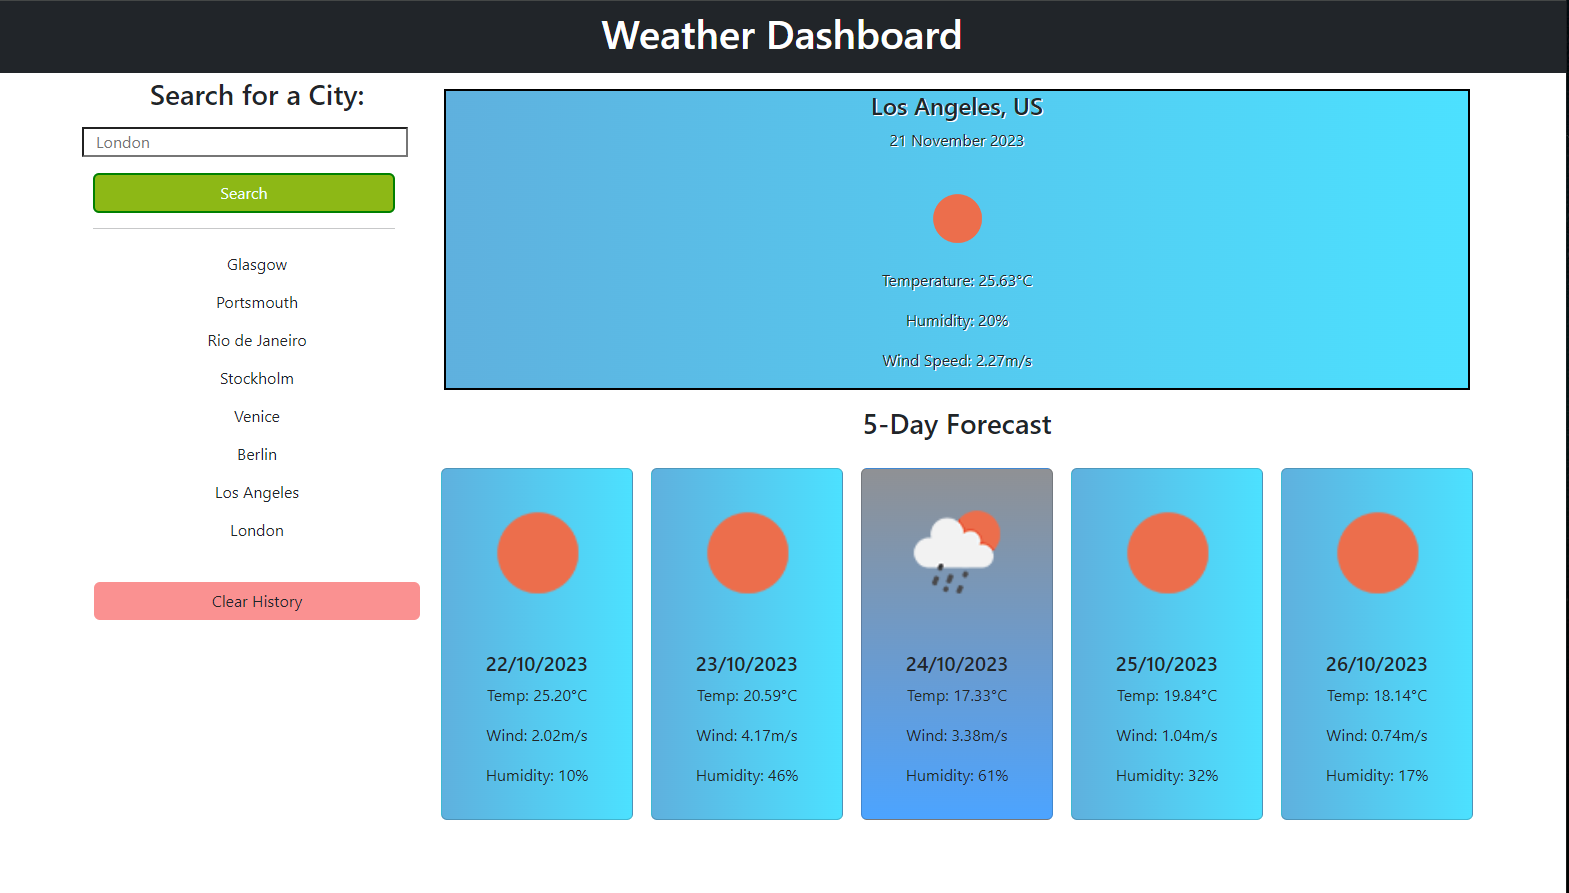 Weather Dashboard
Search for a City:
London
Search
Glasgow
Portsmouth
Rio de Janeiro
Stockholm
Venice
Berlin
Los Angeles
London
Clear History
Los Angeles, US
21 November 2023
Temperature: 25.63°C
Humidity: 20%
Wind Speed: 2.27m/s
5-Day Forecast
22/10/2023
Temp: 25.20°C
Wind: 2.02m/s
Humidity: 10%
23/10/2023
Temp: 20.59°C
Wind: 4.17m/s
Humidity: 46%
24/10/2023
Temp: 17.33°C
Wind: 3.38m/s
Humidity: 61%
25/10/2023
Temp: 19.84°C
Wind: 1.04m/s
Humidity: 32%
26/10/2023
Temp: 18.14°C
Wind: 0.74m/s
Humidity: 17%